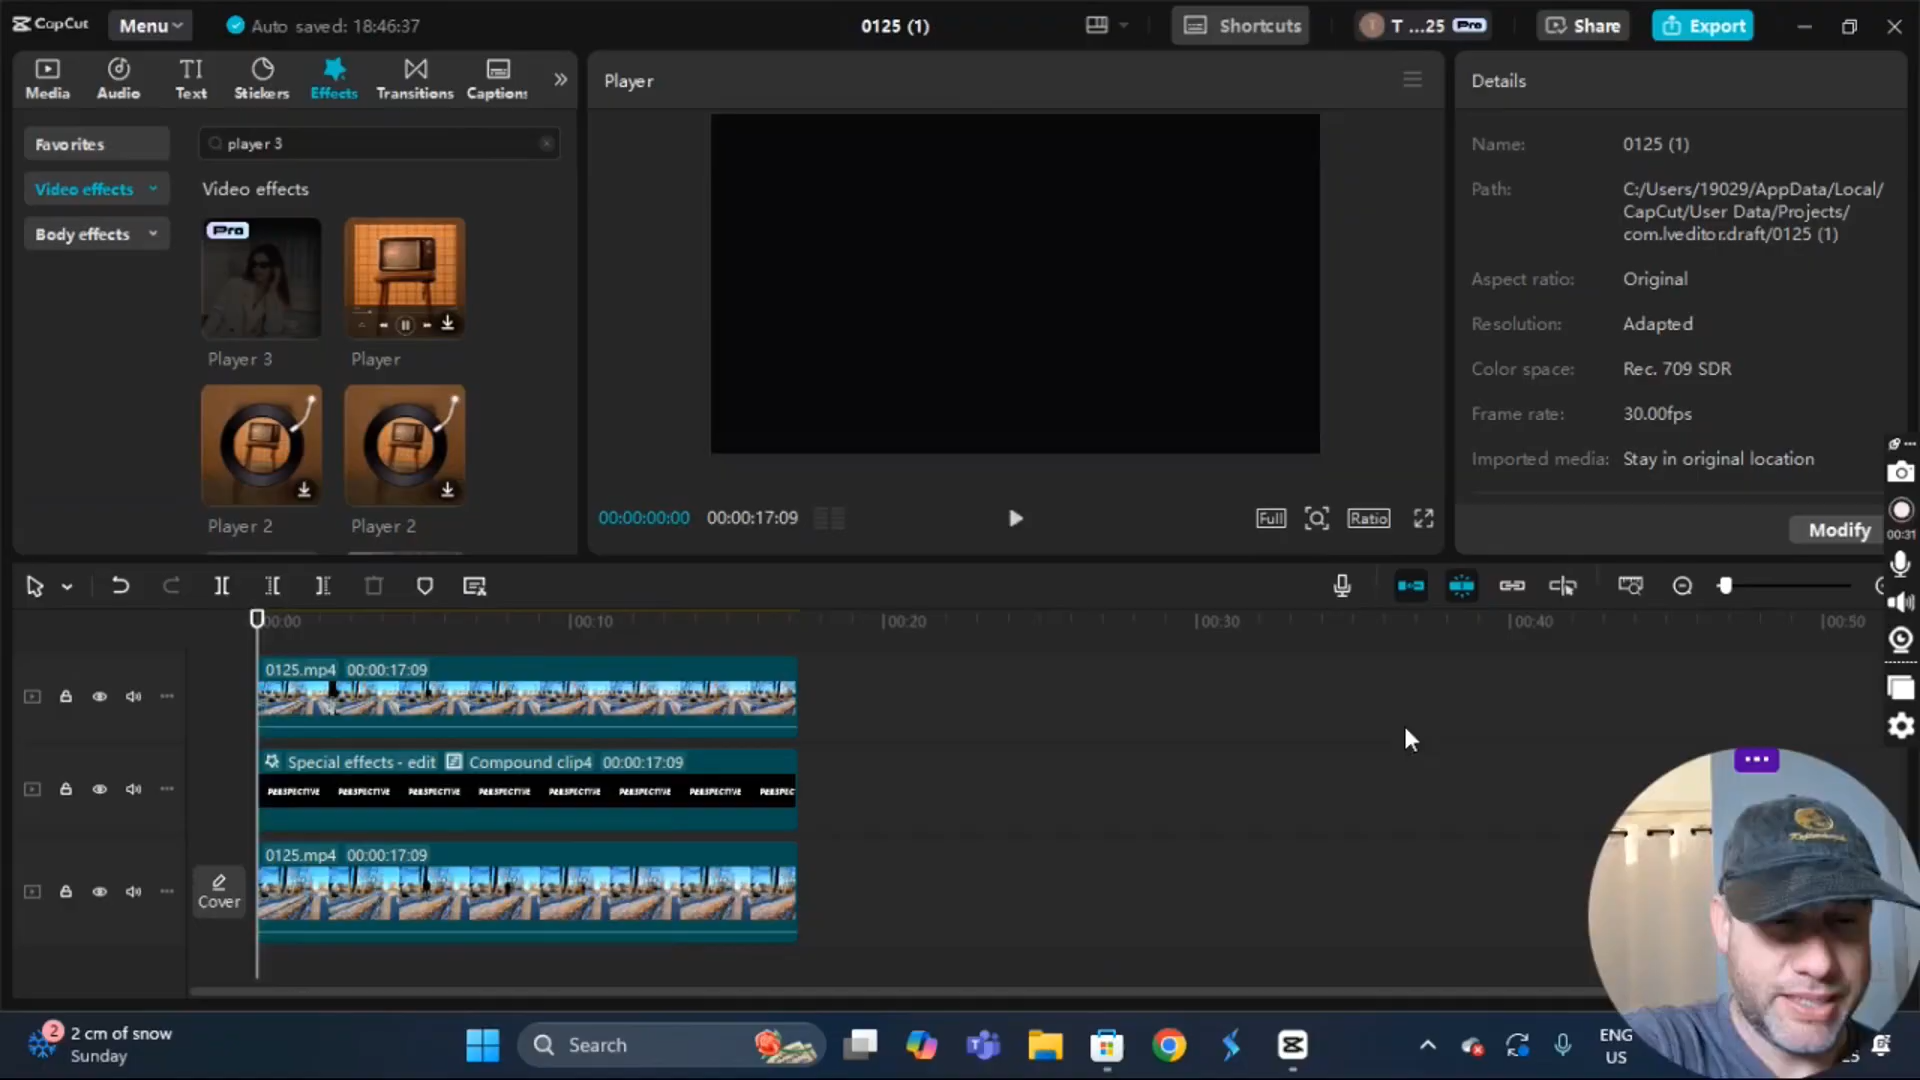 CapCut
Menu
Auto saved: 18:46:37
0125 (1)
Shortcuts
T ...25 Pro
Share
Export
Media
Audio
Text
Stickers
Effects
Transitions
Captions
Player
Details
Favorites
player 3
Video effects
Video effects
Body effects
Pro
Player 3
Player
Player 2
Player 2
Name:
0125 (1)
Path:
C:/Users/19029/AppData/Local/
CapCut/User Data/Projects/
com.lveditor.draft/0125 (1)
Aspect ratio:
Original
Resolution:
Adapted
Color space:
Rec. 709 SDR
Frame rate:
30.00fps
Imported media:
Stay in original location
Modify
00:00:00:00
00:00:17:09
Full
Ratio
00:31
00:00
00:10
00:20
00:30
00:40
00:50
0125.mp4 00:00:17:09
Special effects - edit Compound clip4 00:00:17:09
PERSPECTIVE PERSPECTIVE PERSPECTIVE PERSPECTIVE PERSPECTIVE PERSPECTIVE PERSPECTIVE PERSPEC
0125.mp4 00:00:17:09
Cover
2
2 cm of snow
Sunday
Search
ENG
US